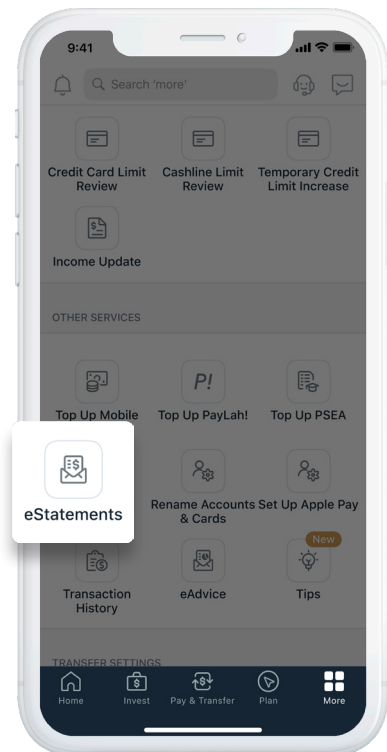 9:41
Search 'more'
Credit Card Limit
Review
Cashline Limit
Review
Temporary Credit
Limit Increase
Income Update
OTHER SERVICES
Top Up Mobile
P!
Top Up PayLah!
Top Up PSEA
eStatements
Rename Accounts
& Cards
Set Up Apple Pay
Transaction
History
eAdvice
New
Tips
TRANSFER SETTINGS
Home
Invest
Pay & Transfer
Plan
More